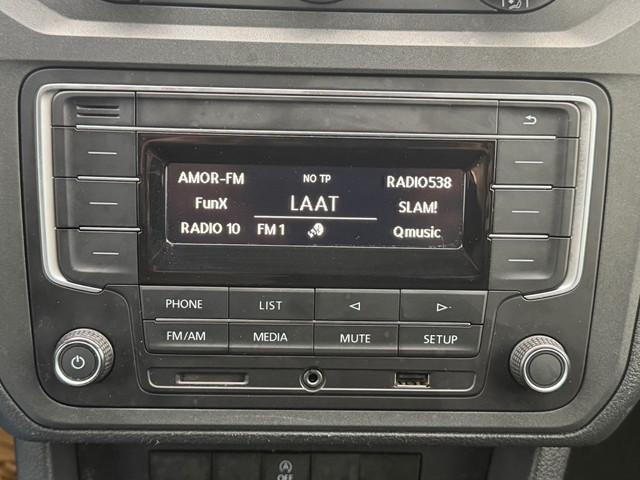 AMOR-FM NO TP RADIO538
FunX LAAT SLAM!
RADIO 10 FM 1 Qmusic
PHONE LIST
FM/AM MEDIA MUTE SETUP
OFF